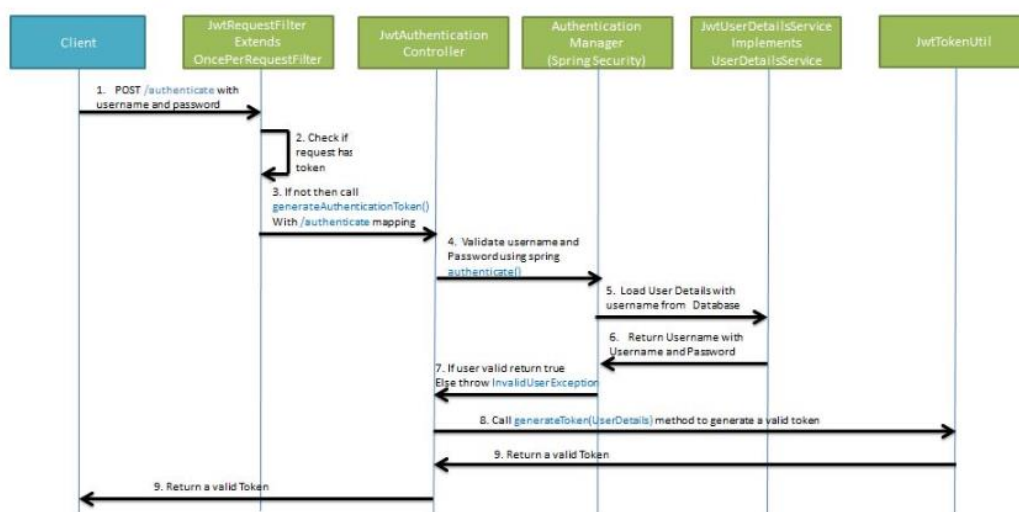 Client
JwtRequestFilter
Extends
OncePerRequestFilter
JwtAuthentication
Controller
Authentication
Manager
(Spring Security)
JwtUserDetailsService
Implements
UserDetailsService
JwtTokenUtil
1. POST /authenticate with
username and password
2. Check if
request has
token
3. If not then call
generateAuthenticationToken()
With /authenticate mapping
4. Validate username and
Password using spring
authenticate()
5. Load User Details with
username from Database
6. Return Username with
Username and Password
7. If user valid return true
Else throw InvalidUserException
8. Call generateToken(UserDetails) method to generate a valid token
9. Return a valid Token
9. Return a valid Token